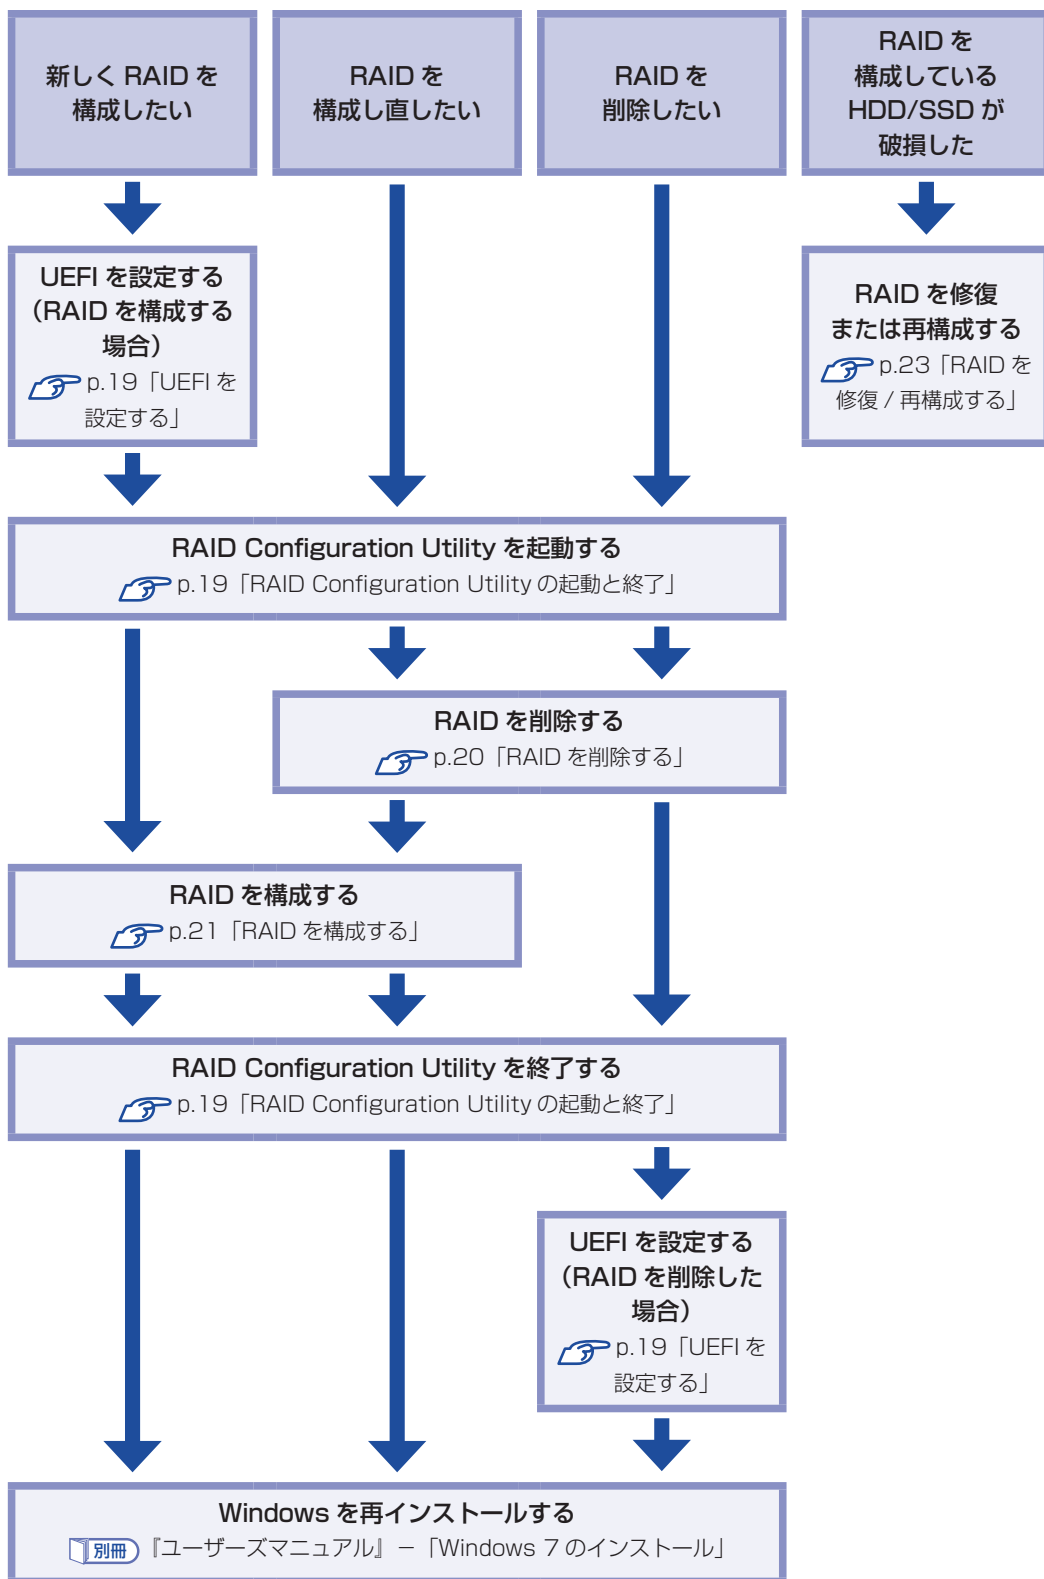 新しく RAID を
構成したい
RAID を
構成し直したい
RAID を
削除したい
RAID を
構成している
HDD/SSD が
破損した
UEFI を設定する
（RAID を構成する
場合）
p.19「UEFI を
設定する」
RAID を修復
または再構成する
p.23「RAID を
修復 / 再構成する」
RAID Configuration Utility を起動する
p.19「RAID Configuration Utility の起動と終了」
RAID を削除する
p.20「RAID を削除する」
RAID を構成する
p.21「RAID を構成する」
RAID Configuration Utility を終了する
p.19「RAID Configuration Utility の起動と終了」
UEFI を設定する
（RAID を削除した
場合）
p.19「UEFI を
設定する」
Windows を再インストールする
別冊 『ユーザーズマニュアル』－「Windows 7 のインストール」